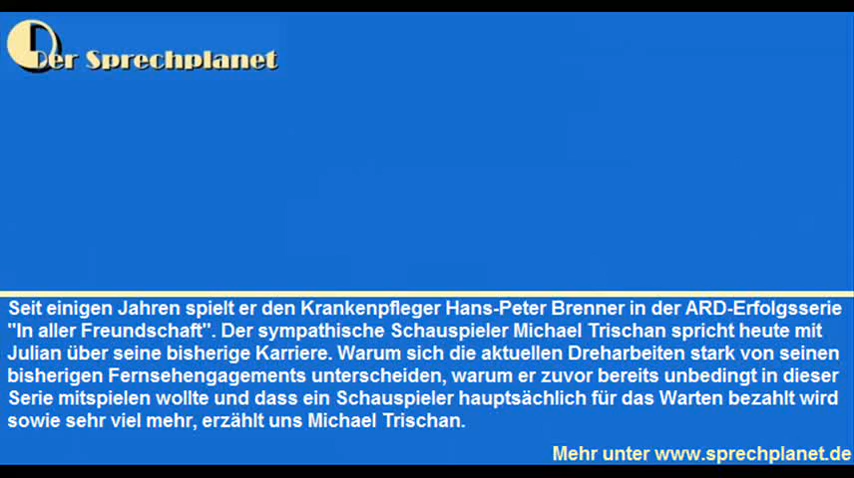 Der Sprechplanet
Seit einigen Jahren spielt er den Krankenpfleger Hans-Peter Brenner in der ARD-Erfolgsserie
"In aller Freundschaft". Der sympathische Schauspieler Michael Trischan spricht heute mit
Julian über seine bisherige Karriere. Warum sich die aktuellen Dreharbeiten stark von seinen
bisherigen Fernsehengagements unterscheiden, warum er zuvor bereits unbedingt in dieser
Serie mitspielen wollte und dass ein Schauspieler hauptsächlich für das Warten bezahlt wird
sowie sehr viel mehr, erzählt uns Michael Trischan.
Mehr unter www.sprechplanet.de